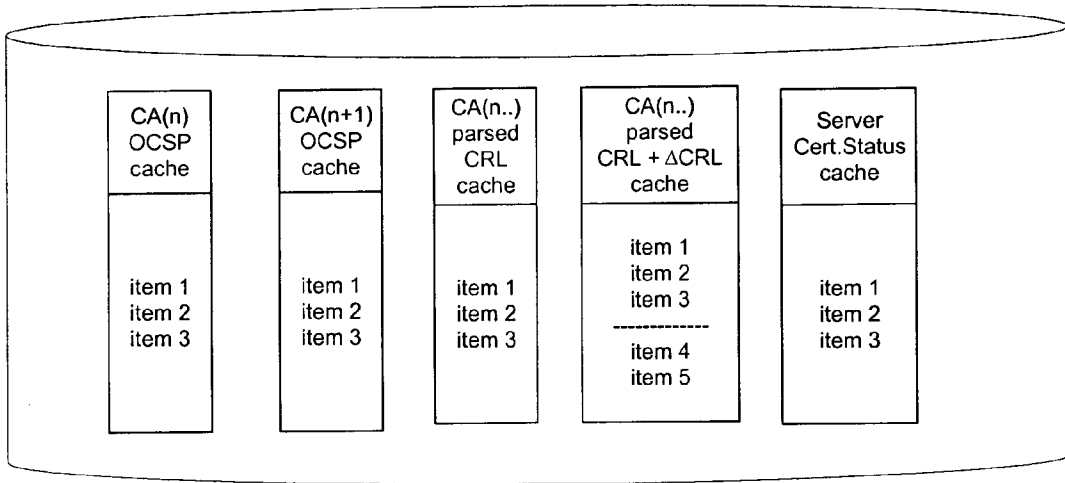 CA(n)
OCSP
cache
item 1
item 2
item 3
CA(n+1)
OCSP
cache
item 1
item 2
item 3
CA(n..)
parsed
CRL
cache
item 1
item 2
item 3
CA(n..)
parsed
CRL + ΔCRL
cache
item 1
item 2
item 3
item 4
item 5
Server
Cert.Status
cache
item 1
item 2
item 3